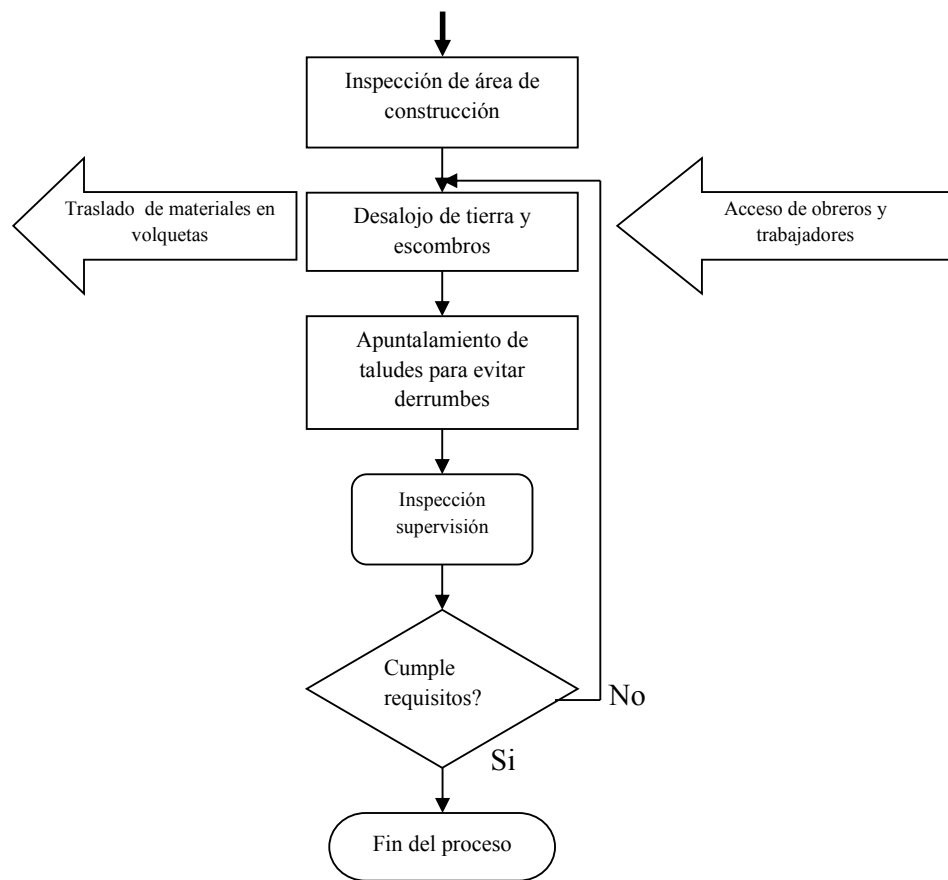 Inspección de área de
construcción
Traslado de materiales en
volquetas
Desalojo de tierra y
escombros
Acceso de obreros y
trabajadores
Apuntalamiento de
taludes para evitar
derrumbes
Inspección
supervisión
Cumple
requisitos?
No
Si
Fin del proceso